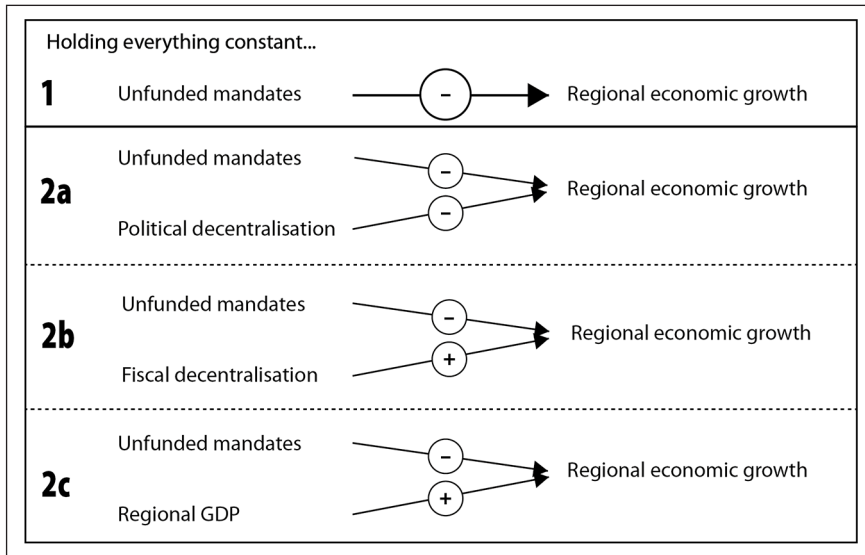 Holding everything constant...
1 Unfunded mandates - Regional economic growth
Unfunded mandates -
2a Regional economic growth
Political decentralisation -
Unfunded mandates -
2b Regional economic growth
Fiscal decentralisation +
Unfunded mandates -
2c Regional economic growth
Regional GDP +